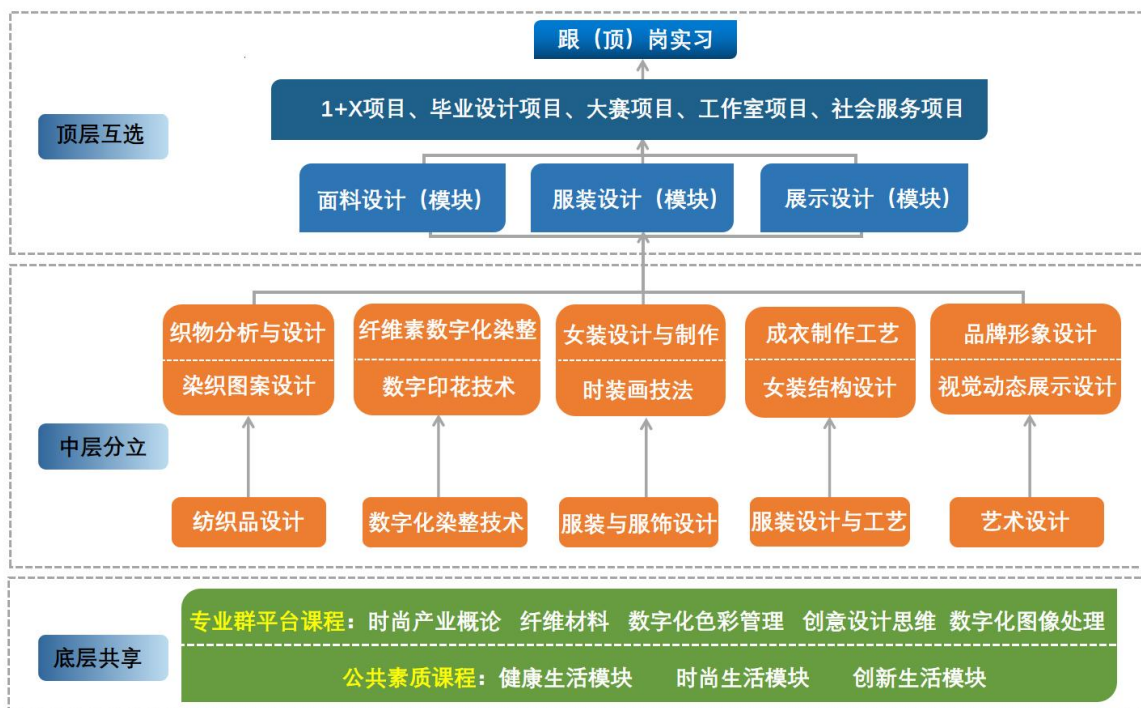 跟（顶）岗实习
1+X项目、毕业设计项目、大赛项目、工作室项目、社会服务项目
顶层互选
面料设计（模块） 服装设计（模块） 展示设计（模块）
织物分析与设计 纤维素数字化染整 女装设计与制作 成衣制作工艺 品牌形象设计
染织图案设计 数字印花技术 时装画技法 女装结构设计 视觉动态展示设计
中层分立
纺织品设计 数字化染整技术 服装与服饰设计 服装设计与工艺 艺术设计
专业群平台课程：时尚产业概论 纤维材料 数字化色彩管理 创意设计思维 数字化图像处理
底层共享
公共素质课程：健康生活模块 时尚生活模块 创新生活模块